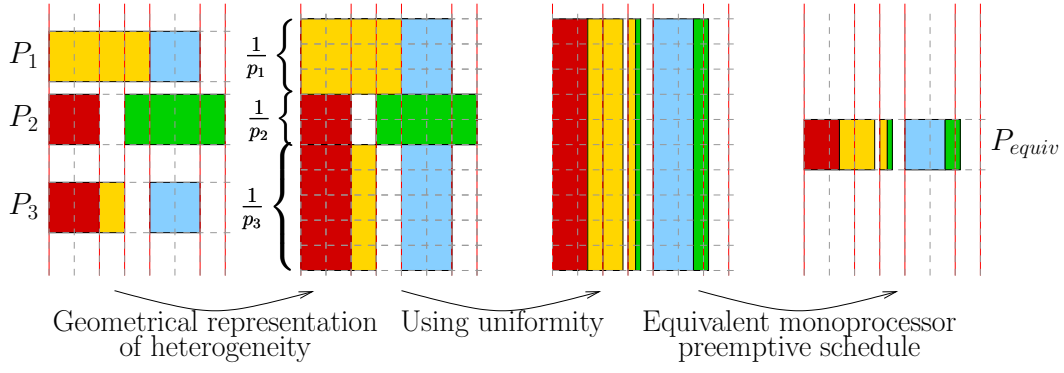 P₁
P₂
P₃
1/p₁
1/p₂
1/p₃
P_equiv
Geometrical representation
of heterogeneity
Using uniformity
Equivalent monoprocessor
preemptive schedule